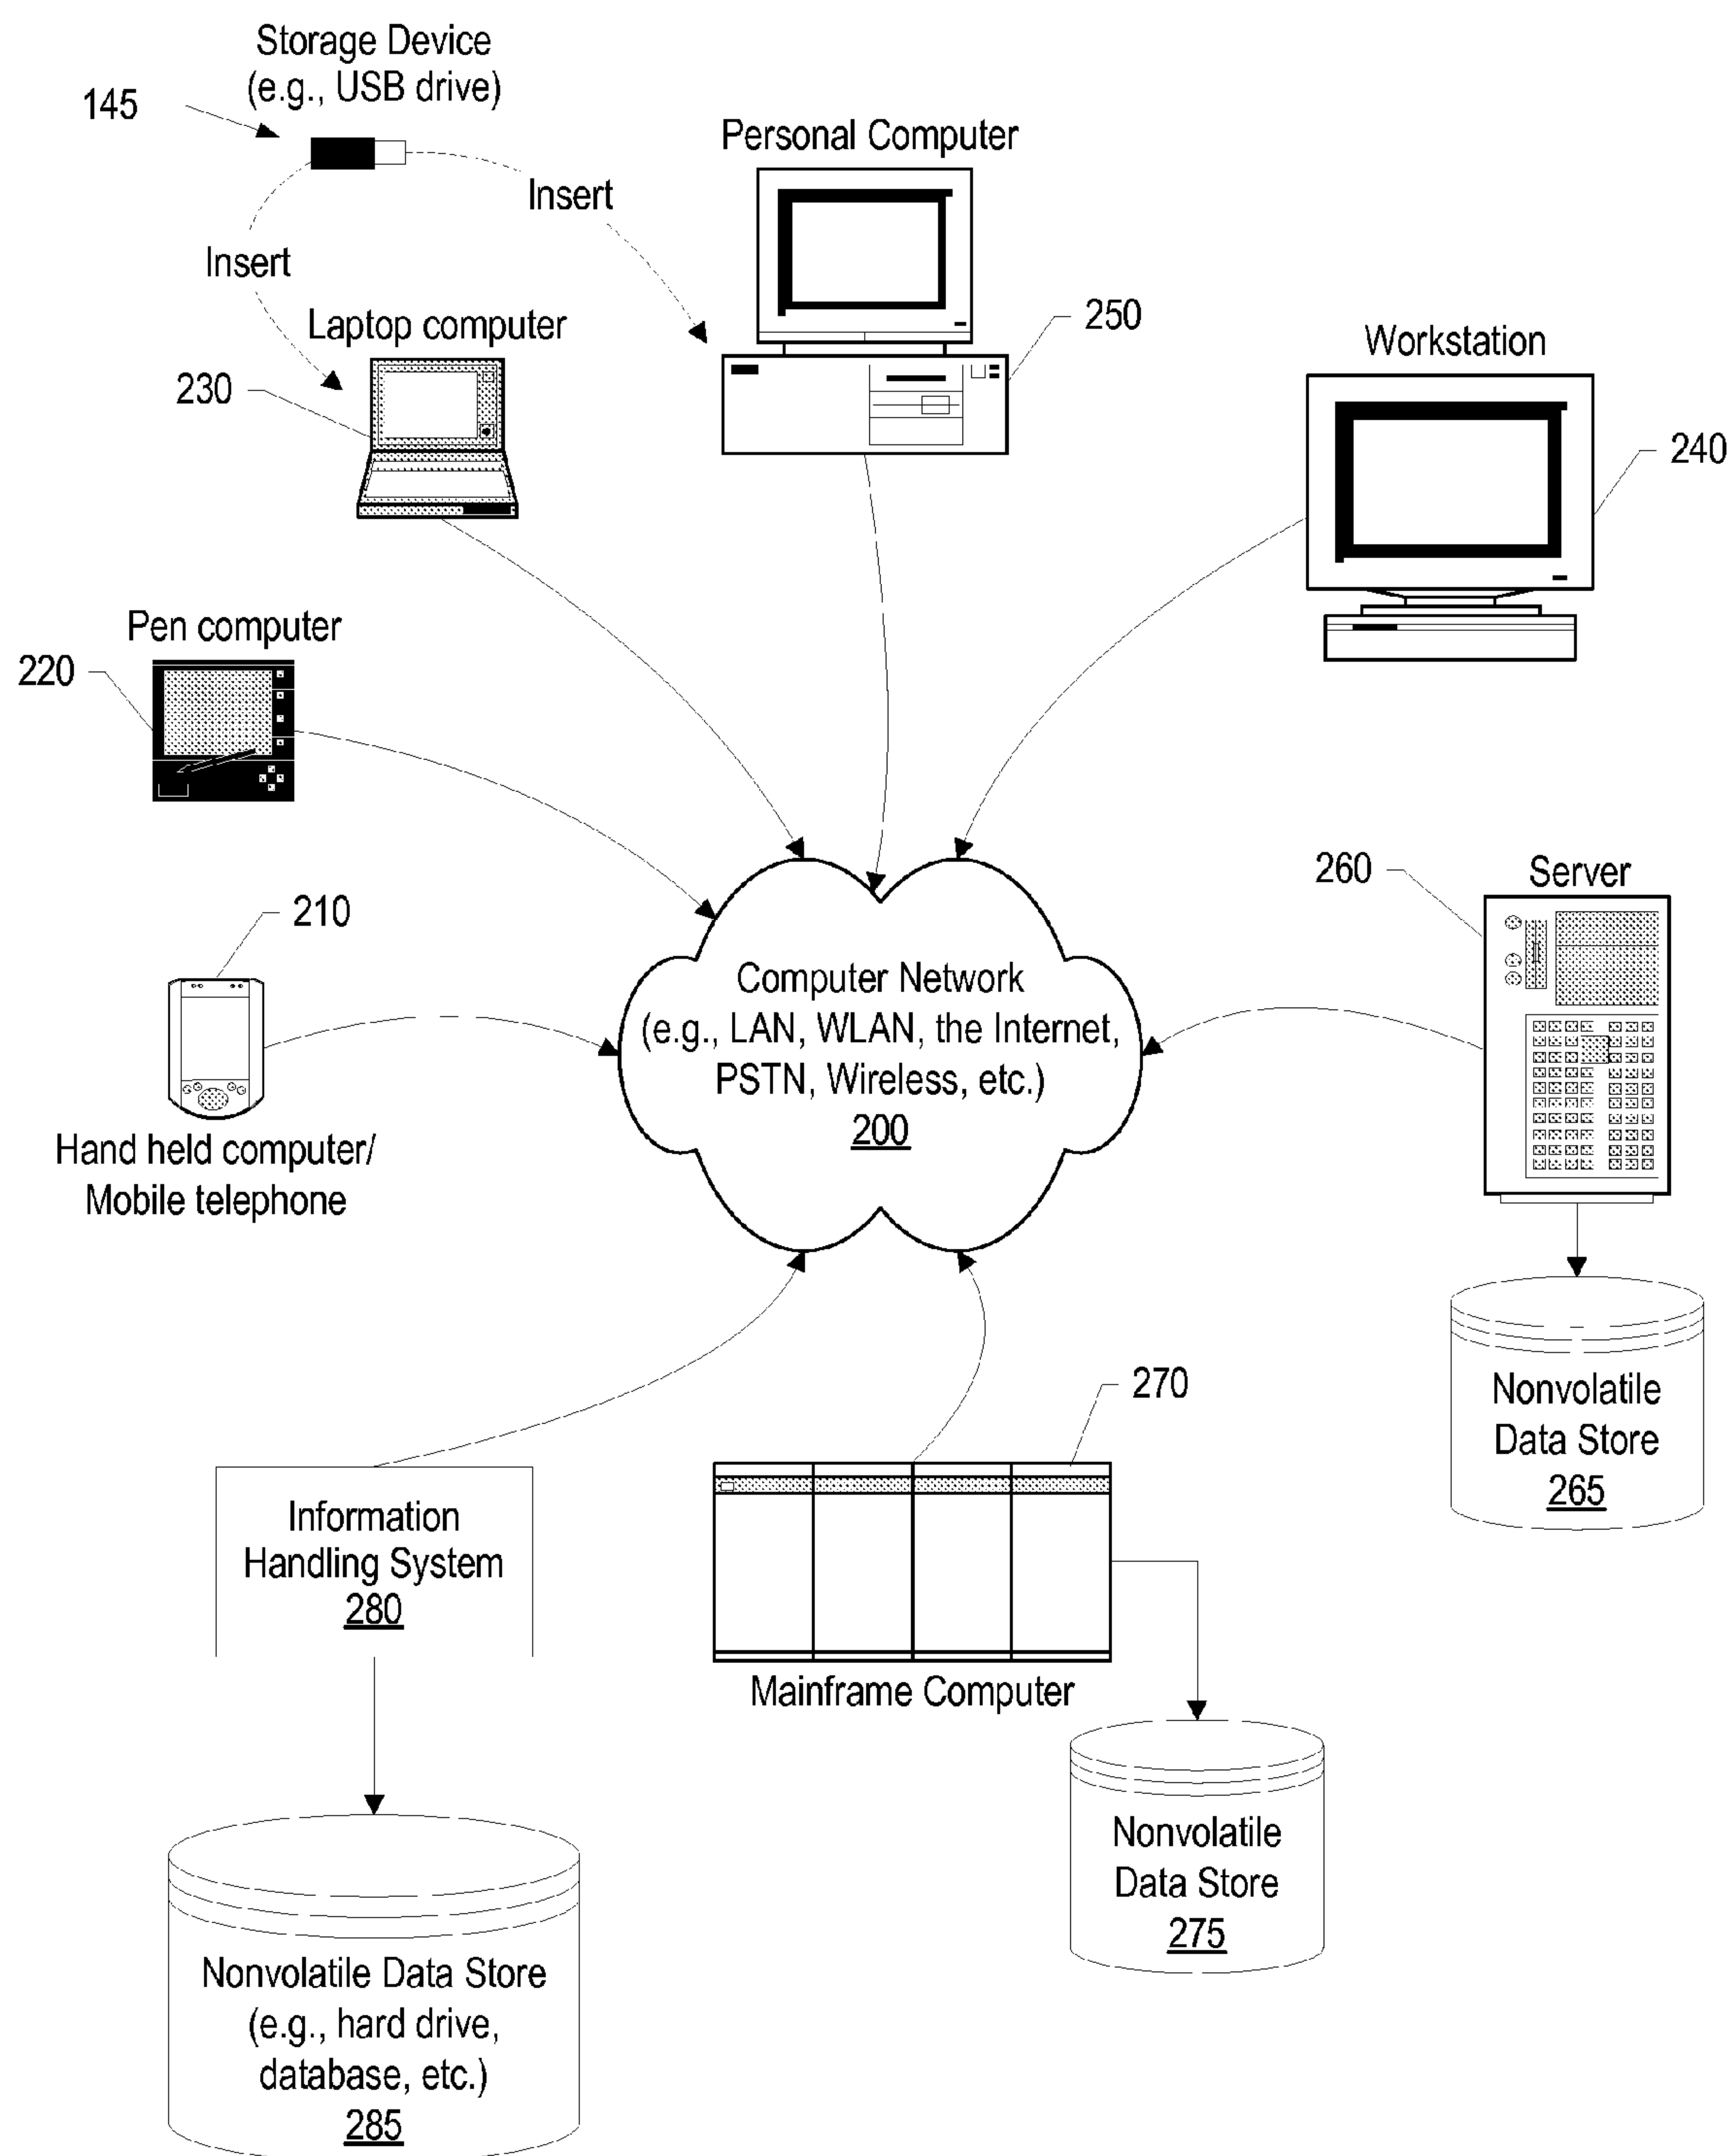 Storage Device
(e.g., USB drive)
145
Insert
Insert
Personal Computer
250
Laptop computer
230
Workstation
240
Pen computer
220
210
Hand held computer/
Mobile telephone
Computer Network
(e.g., LAN, WLAN, the Internet,
PSTN, Wireless, etc.)
200
260
Server
Nonvolatile
Data Store
265
270
Mainframe Computer
Information
Handling System
280
Nonvolatile
Data Store
275
Nonvolatile Data Store
(e.g., hard drive,
database, etc.)
285